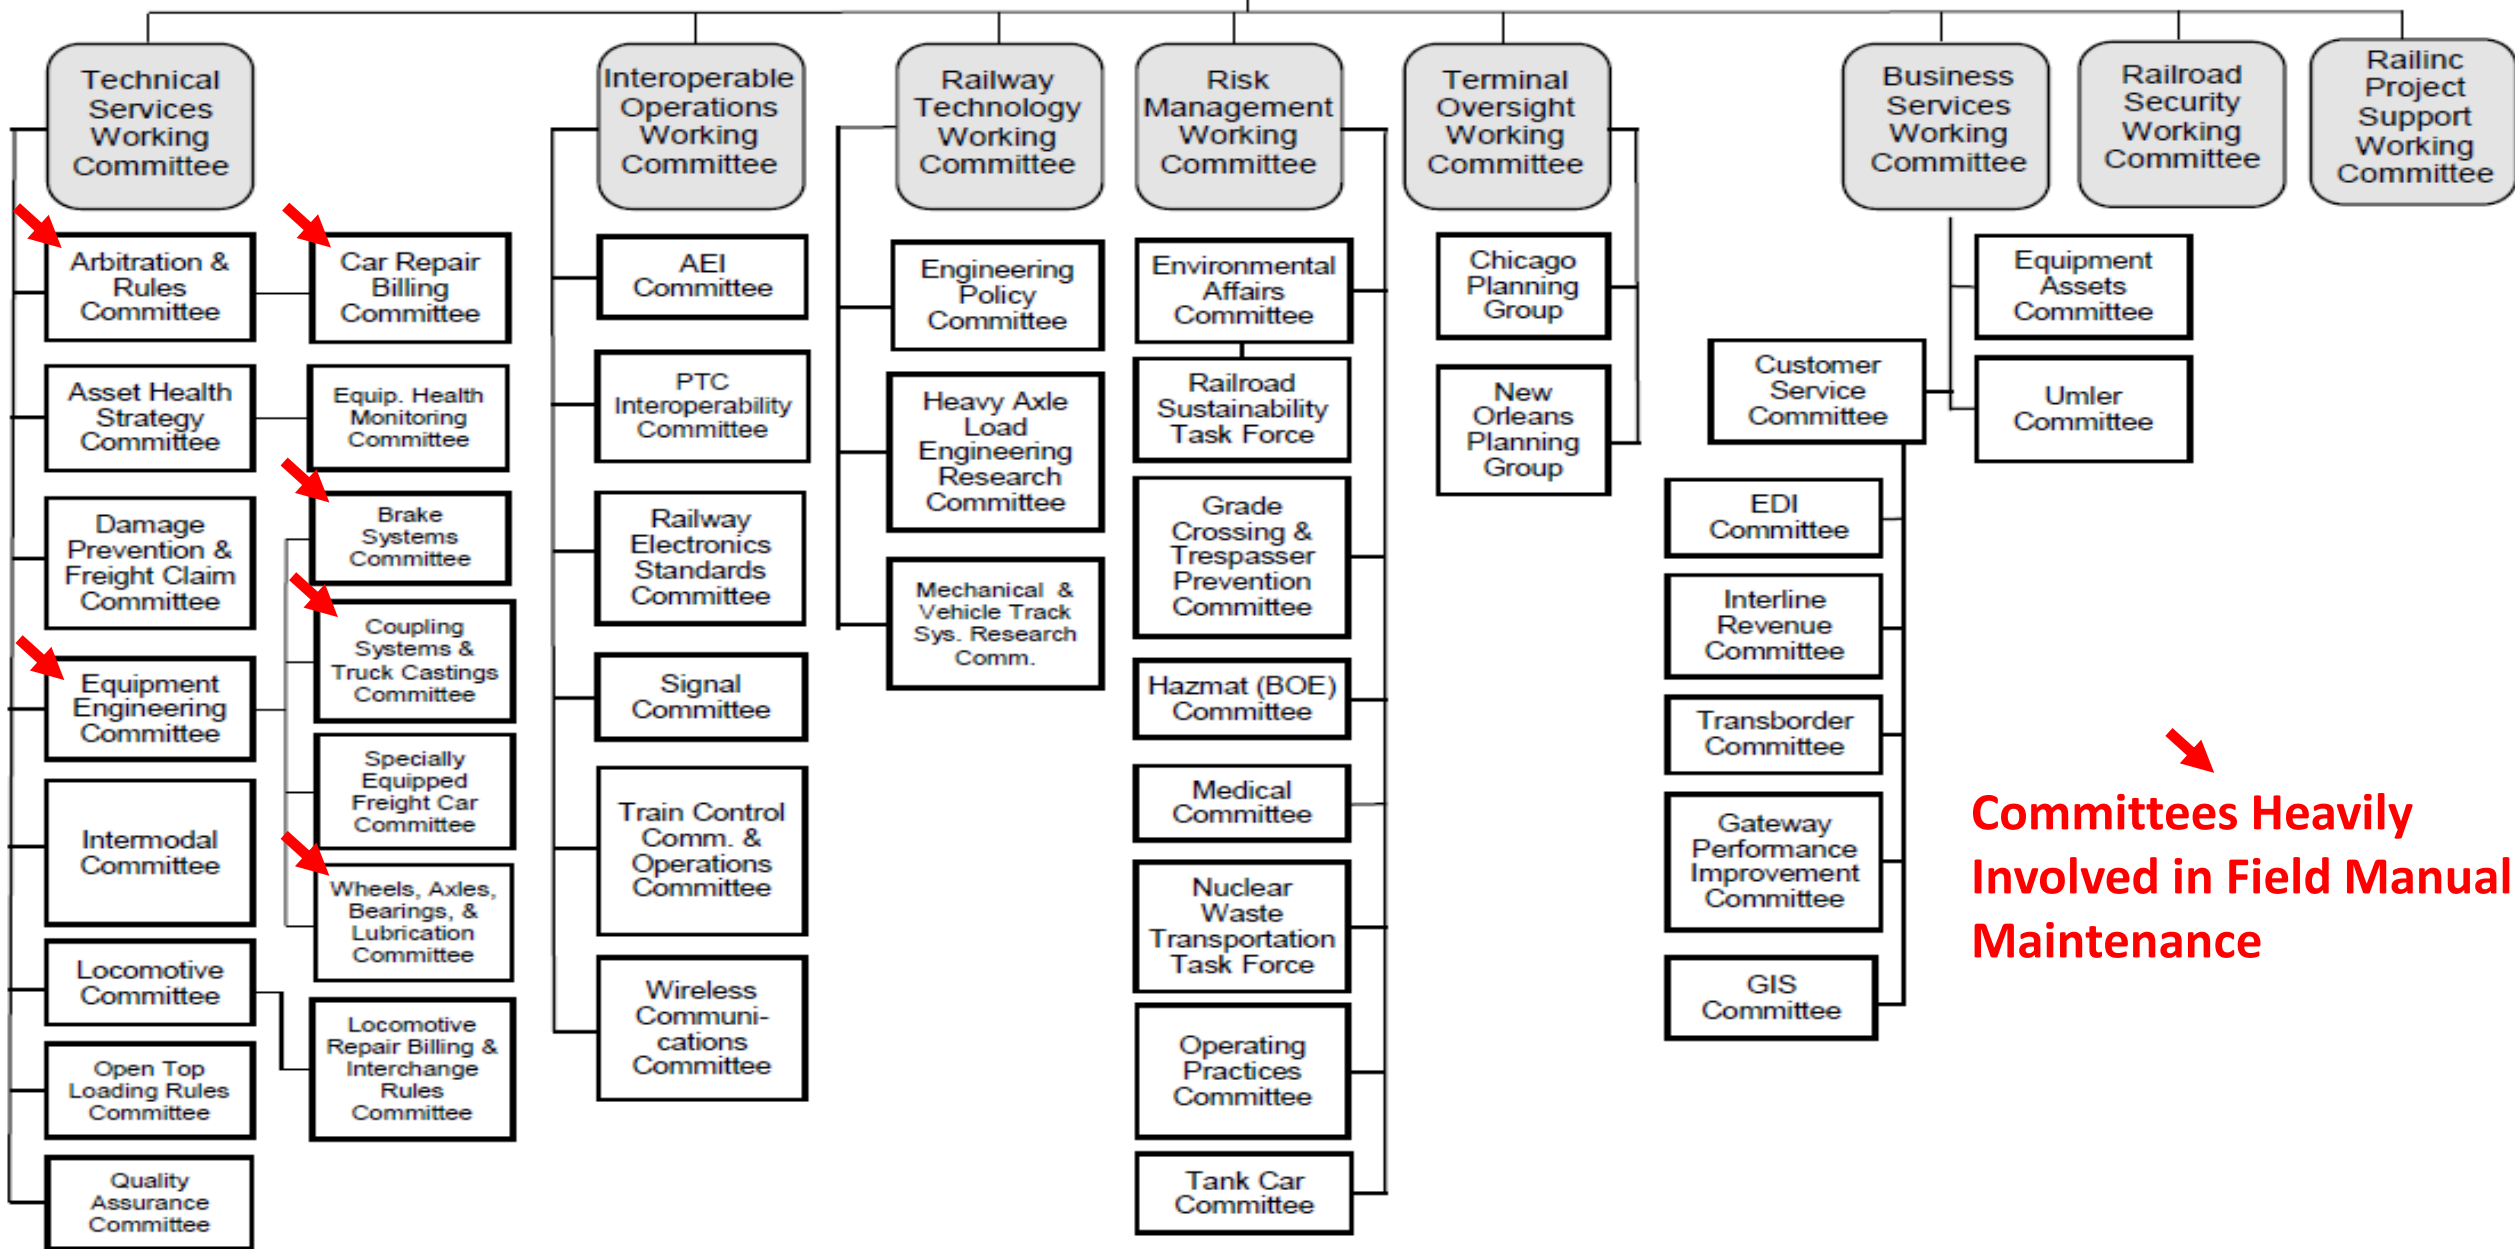 Technical
Services
Working
Committee
Interoperable
Operations
Working
Committee
Railway
Technology
Working
Committee
Risk
Management
Working
Committee
Terminal
Oversight
Working
Committee
Business
Services
Working
Committee
Railroad
Security
Working
Committee
Railinc
Project
Support
Working
Committee
Arbitration &
Rules
Committee
Car Repair
Billing
Committee
Asset Health
Strategy
Committee
Equip. Health
Monitoring
Committee
Damage
Prevention &
Freight Claim
Committee
Brake
Systems
Committee
Coupling
Systems &
Truck Castings
Committee
Equipment
Engineering
Committee
Specially
Equipped
Freight Car
Committee
Intermodal
Committee
Wheels, Axles,
Bearings, &
Lubrication
Committee
Locomotive
Committee
Locomotive
Repair Billing &
Interchange
Rules
Committee
Open Top
Loading Rules
Committee
Quality
Assurance
Committee
AEI
Committee
PTC
Interoperability
Committee
Railway
Electronics
Standards
Committee
Signal
Committee
Train Control
Comm. &
Operations
Committee
Wireless
Communi-
cations
Committee
Engineering
Policy
Committee
Heavy Axle
Load
Engineering
Research
Committee
Mechanical &
Vehicle Track
Sys. Research
Comm.
Environmental
Affairs
Committee
Railroad
Sustainability
Task Force
Grade
Crossing &
Trespasser
Prevention
Committee
Hazmat (BOE)
Committee
Medical
Committee
Nuclear
Waste
Transportation
Task Force
Operating
Practices
Committee
Tank Car
Committee
Chicago
Planning
Group
New
Orleans
Planning
Group
Equipment
Assets
Committee
Customer
Service
Committee
Umler
Committee
EDI
Committee
Interline
Revenue
Committee
Transborder
Committee
Gateway
Performance
Improvement
Committee
GIS
Committee
Committees Heavily
Involved in Field Manual
Maintenance